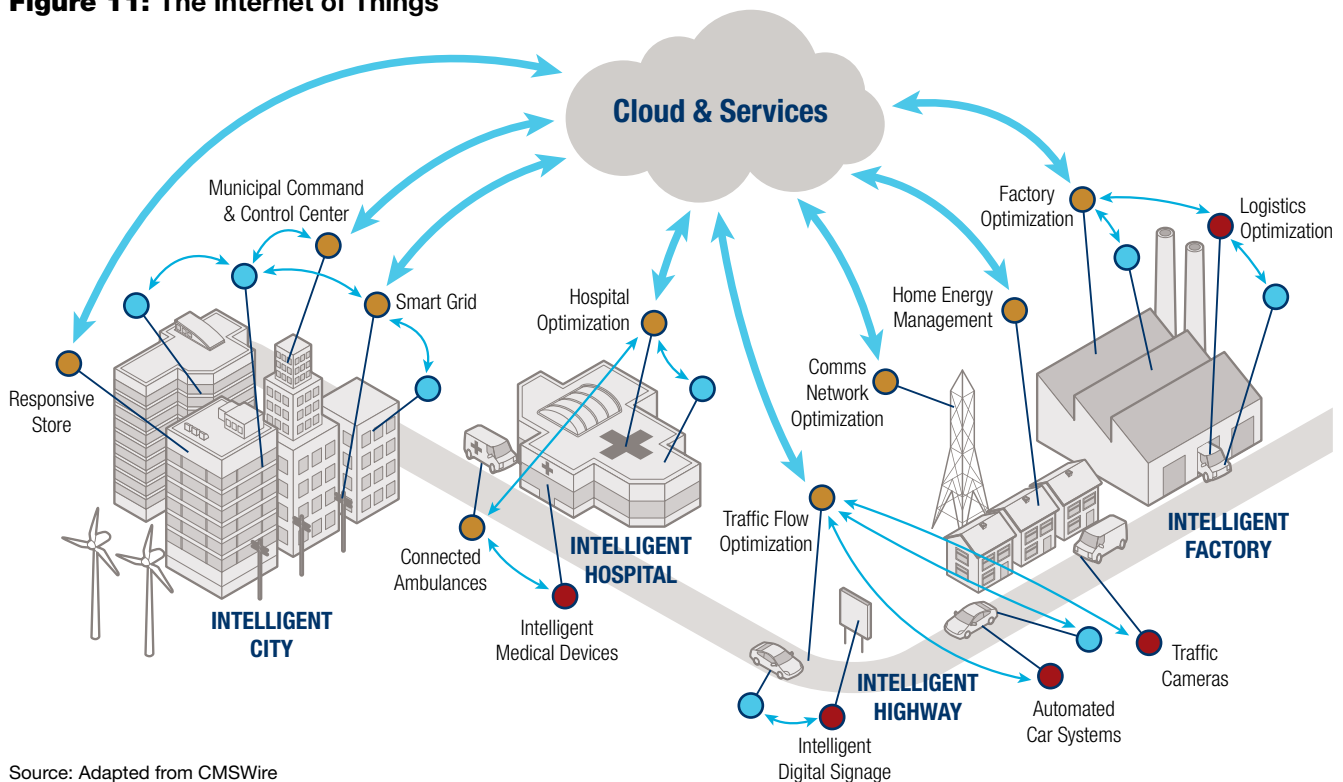 Figure 11: The Internet of Things
Cloud & Services
Municipal Command
& Control Center
Factory
Optimization
Logistics
Optimization
Smart Grid
Hospital
Optimization
Home Energy
Management
Responsive
Store
Comms
Network
Optimization
Traffic Flow
Optimization
INTELLIGENT
FACTORY
Connected
Ambulances
INTELLIGENT
HOSPITAL
INTELLIGENT
CITY
Intelligent
Medical Devices
Traffic
Cameras
INTELLIGENT
HIGHWAY
Automated
Car Systems
Intelligent
Digital Signage
Source: Adapted from CMSWire